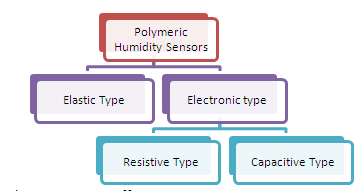 Polymeric
Humidity Sensors
Elastic Type
Electronic type
Resistive Type
Capacitive Type